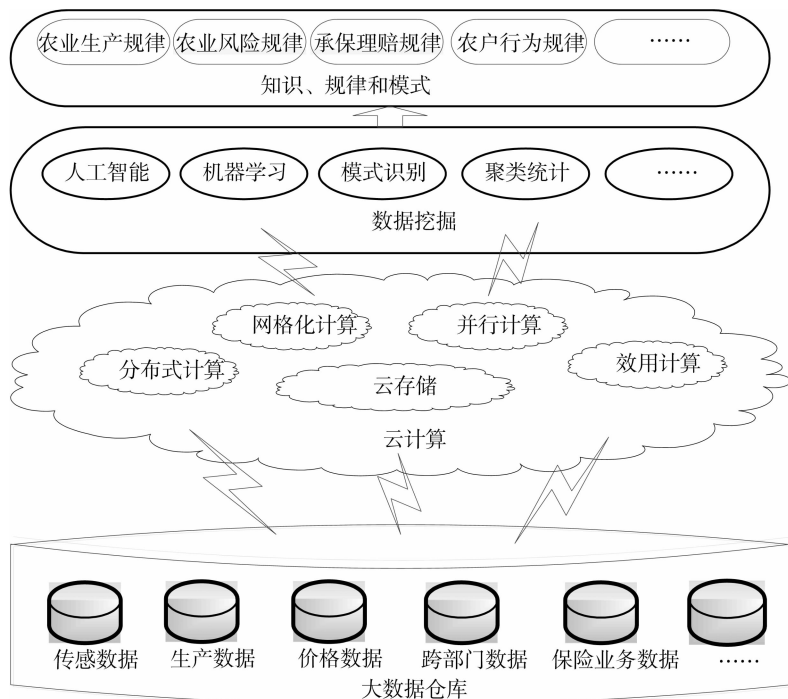 农业生产规律 农业风险规律 承保理赔规律 农户行为规律 ……
知识、规律和模式
人工智能 机器学习 模式识别 聚类统计 ……
数据挖掘
网格化计算 并行计算
分布式计算 效用计算
云存储
云计算
传感数据 生产数据 价格数据 跨部门数据 保险业务数据 ……
大数据仓库